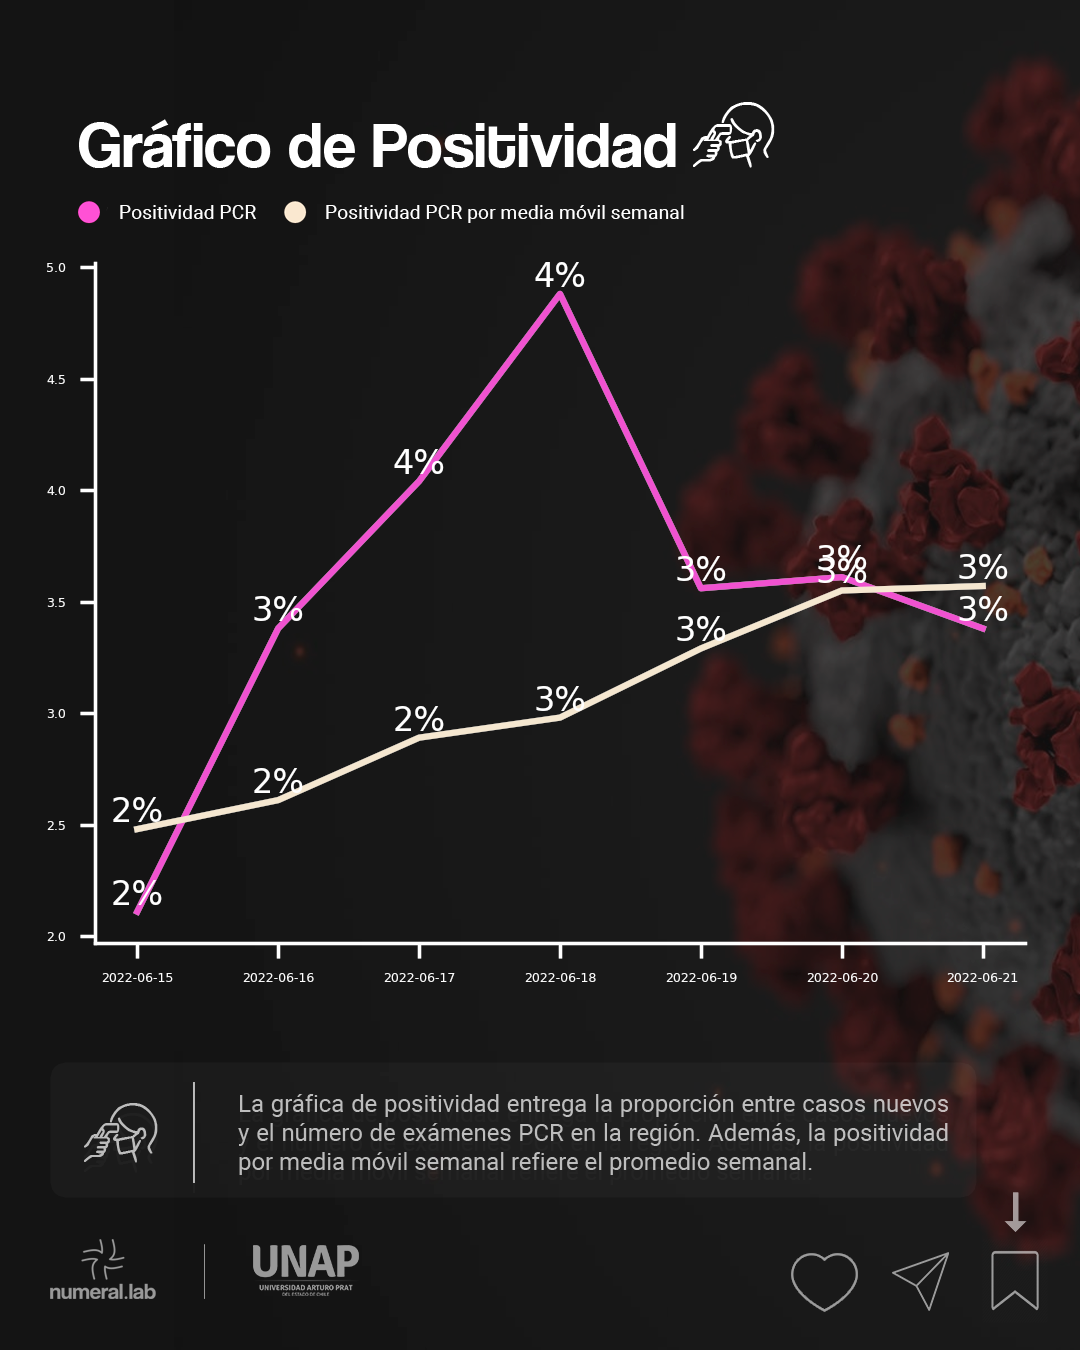 Gráfico de Positividad
Positividad PCR
Positividad PCR por media móvil semanal
5.0
4.5
4.0
3.5
3.0
2.5
2.0
4%
4%
3%
3%
3%
3%
3%
3%
3%
3%
2%
2%
2%
2%
2022-06-15
2022-06-16
2022-06-17
2022-06-18
2022-06-19
2022-06-20
2022-06-21
La gráfica de positividad entrega la proporción entre casos nuevos
y el número de exámenes PCR en la región. Además, la positividad
por media móvil semanal refiere el promedio semanal.
numeral.lab
UNAP
UNIVERSIDAD ARTURO PRAT
DEL ESTADO DE CHILE